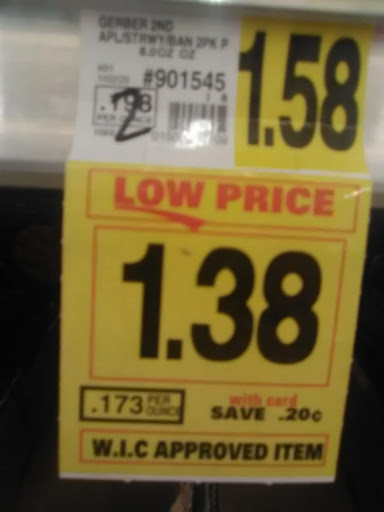 GERBER 2ND
APL/STRWY/BAN 2PK P
8.0OZ OZ
#901545
1.58
.198
2
PER OUNCE
LOW PRICE
1.38
.173 PER OUNCE
with card
SAVE .20¢
W.I.C APPROVED ITEM